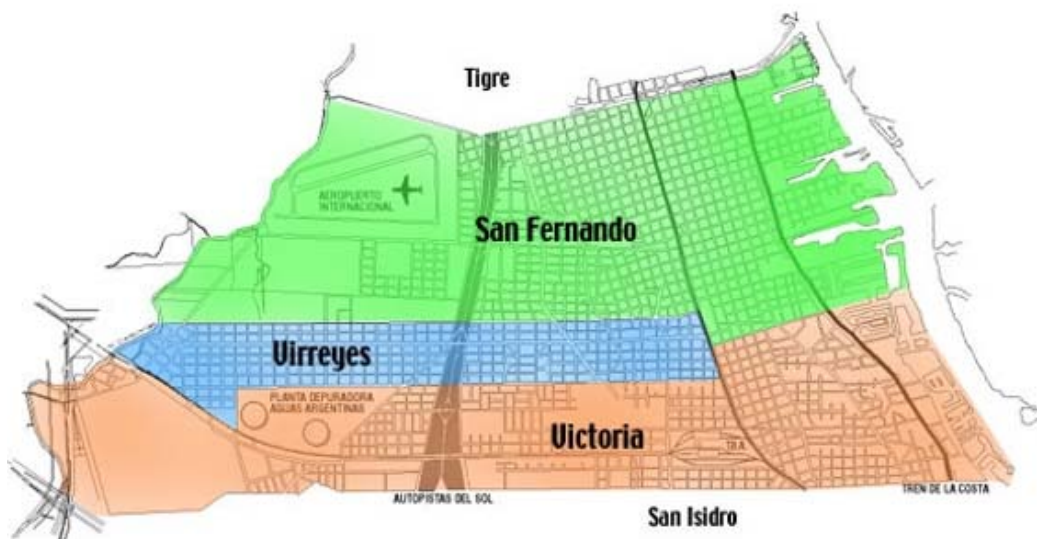 Tigre
AEROPUERTO
INTERNACIONAL
San Fernando
Virreyes
PLANTA DEPURADORA
AGUAS ARGENTINAS
Victoria
AUTOPISTAS DEL SOL
TREN DE LA COSTA
San Isidro